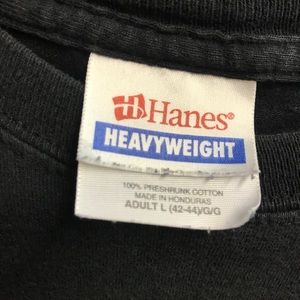 Hanes®
HEAVYWEIGHT
100% PRESHRUNK COTTON
MADE IN HONDURAS
ADULT L (42-44)/G/G